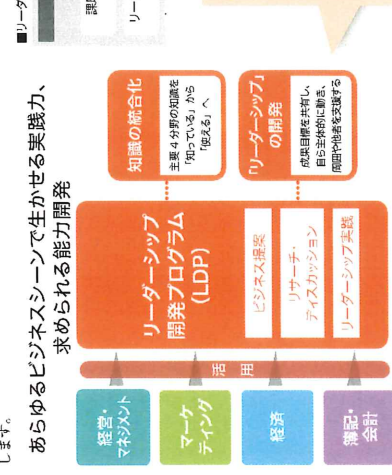 します。
あらゆるビジネスシーンで生かせる実践力、
求められる能力開発
経営・
マネジメント
マーケ
ティング
経済
簿記・
会計
活用
リーダーシップ
開発プログラム
(LDP)
ビジネス提案
リサーチ・
ディスカッション
リーダーシップ実践
知識の統合化
主要4分野の知識を
「知っている」から
「使える」へ
「リーダーシップ」
の開発
成果目標を共有し、
自ら主体的に動き、
周囲や他者を支援する
■リーダ
課
リー